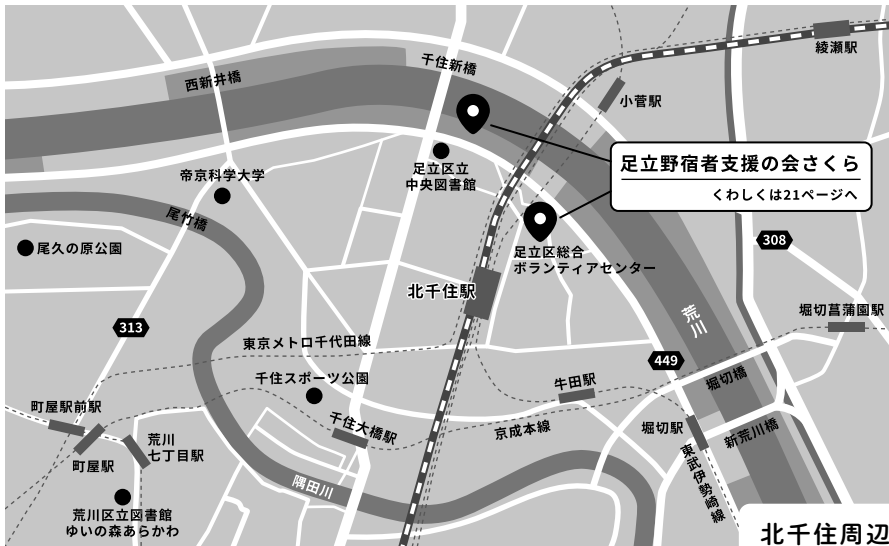 綾瀬駅
千住新橋
西新井橋
小菅駅
足立野宿者支援の会さくら
くわしくは21ページへ
足立区立
中央図書館
帝京科学大学
尾竹橋
尾久の原公園
足立区総合
ボランティアセンター
308
北千住駅
堀切菖蒲園駅
荒川
313
東京メトロ千代田線
449
堀切橋
千住スポーツ公園
牛田駅
町屋駅前駅
千住大橋駅
京成本線
堀切駅
新荒川橋
荒川
七丁目駅
町屋駅
東武伊勢崎線
隅田川
荒川区立図書館
ゆいの森あらかわ
北千住周辺